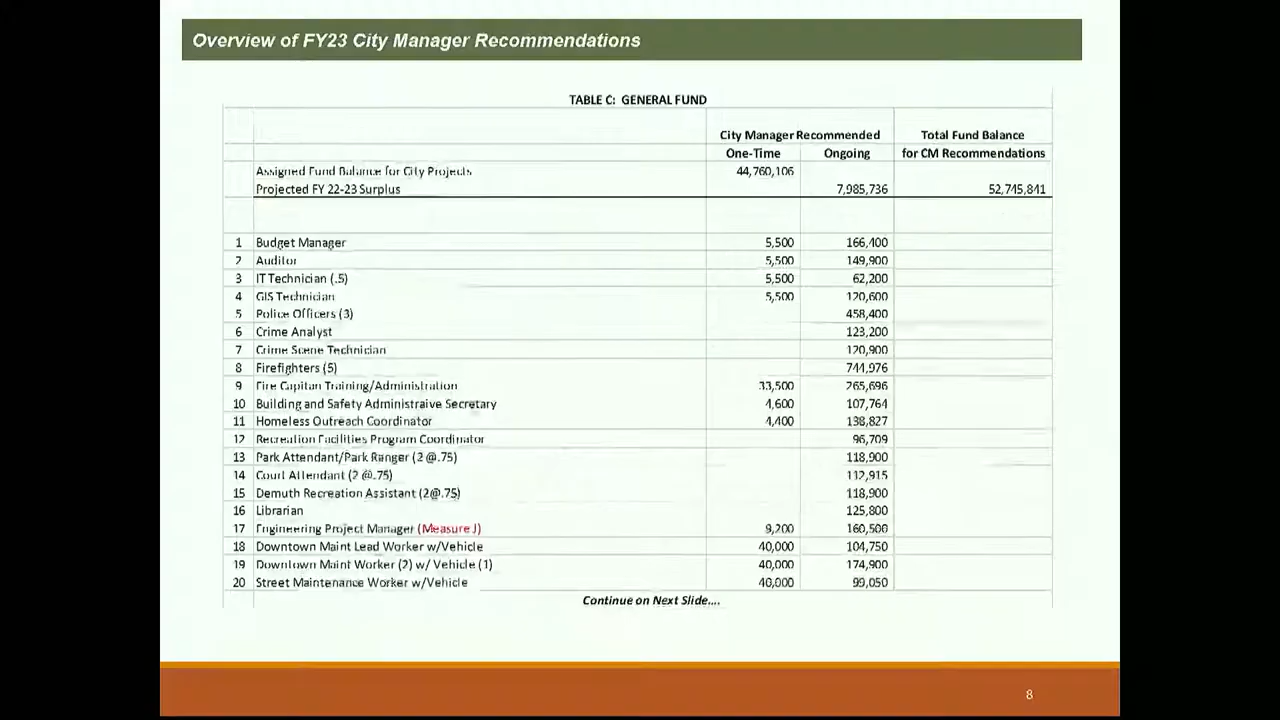 Overview of FY23 City Manager Recommendations
TABLE C: GENERAL FUND
City Manager Recommended Total Fund Balance
One-Time Ongoing for CM Recommendations
Assigned Fund Balance for City Projects 44,760,106
Projected FY 22-23 Surplus 7,985,736 52,745,841
1 Budget Manager 5,500 166,400
2 Auditor 5,500 149,900
3 IT Technician (.5) 5,500 62,200
4 GIS Technician 5,500 120,600
5 Police Officers (3) 458,400
6 Crime Analyst 123,200
7 Crime Scene Technician 120,900
8 Firefighters (5) 744,976
9 Fire Capitan Training/Administration 33,500 265,696
10 Building and Safety Administraive Secretary 4,600 107,764
11 Homeless Outreach Coordinator 4,400 138,827
12 Recreation Facilities Program Coordinator 96,709
13 Park Attendant/Park Ranger (2 @.75) 118,900
14 Court Attendant (2 @.75) 112,915
15 Demuth Recreation Assistant (2@.75) 118,900
16 Librarian 125,800
17 Engineering Project Manager (Measure J) 9,200 160,500
18 Downtown Maint Lead Worker w/Vehicle 40,000 104,750
19 Downtown Maint Worker (2) w/ Vehicle (1) 40,000 174,900
20 Street Maintenance Worker w/Vehicle 40,000 99,050
Continue on Next Slide....
8